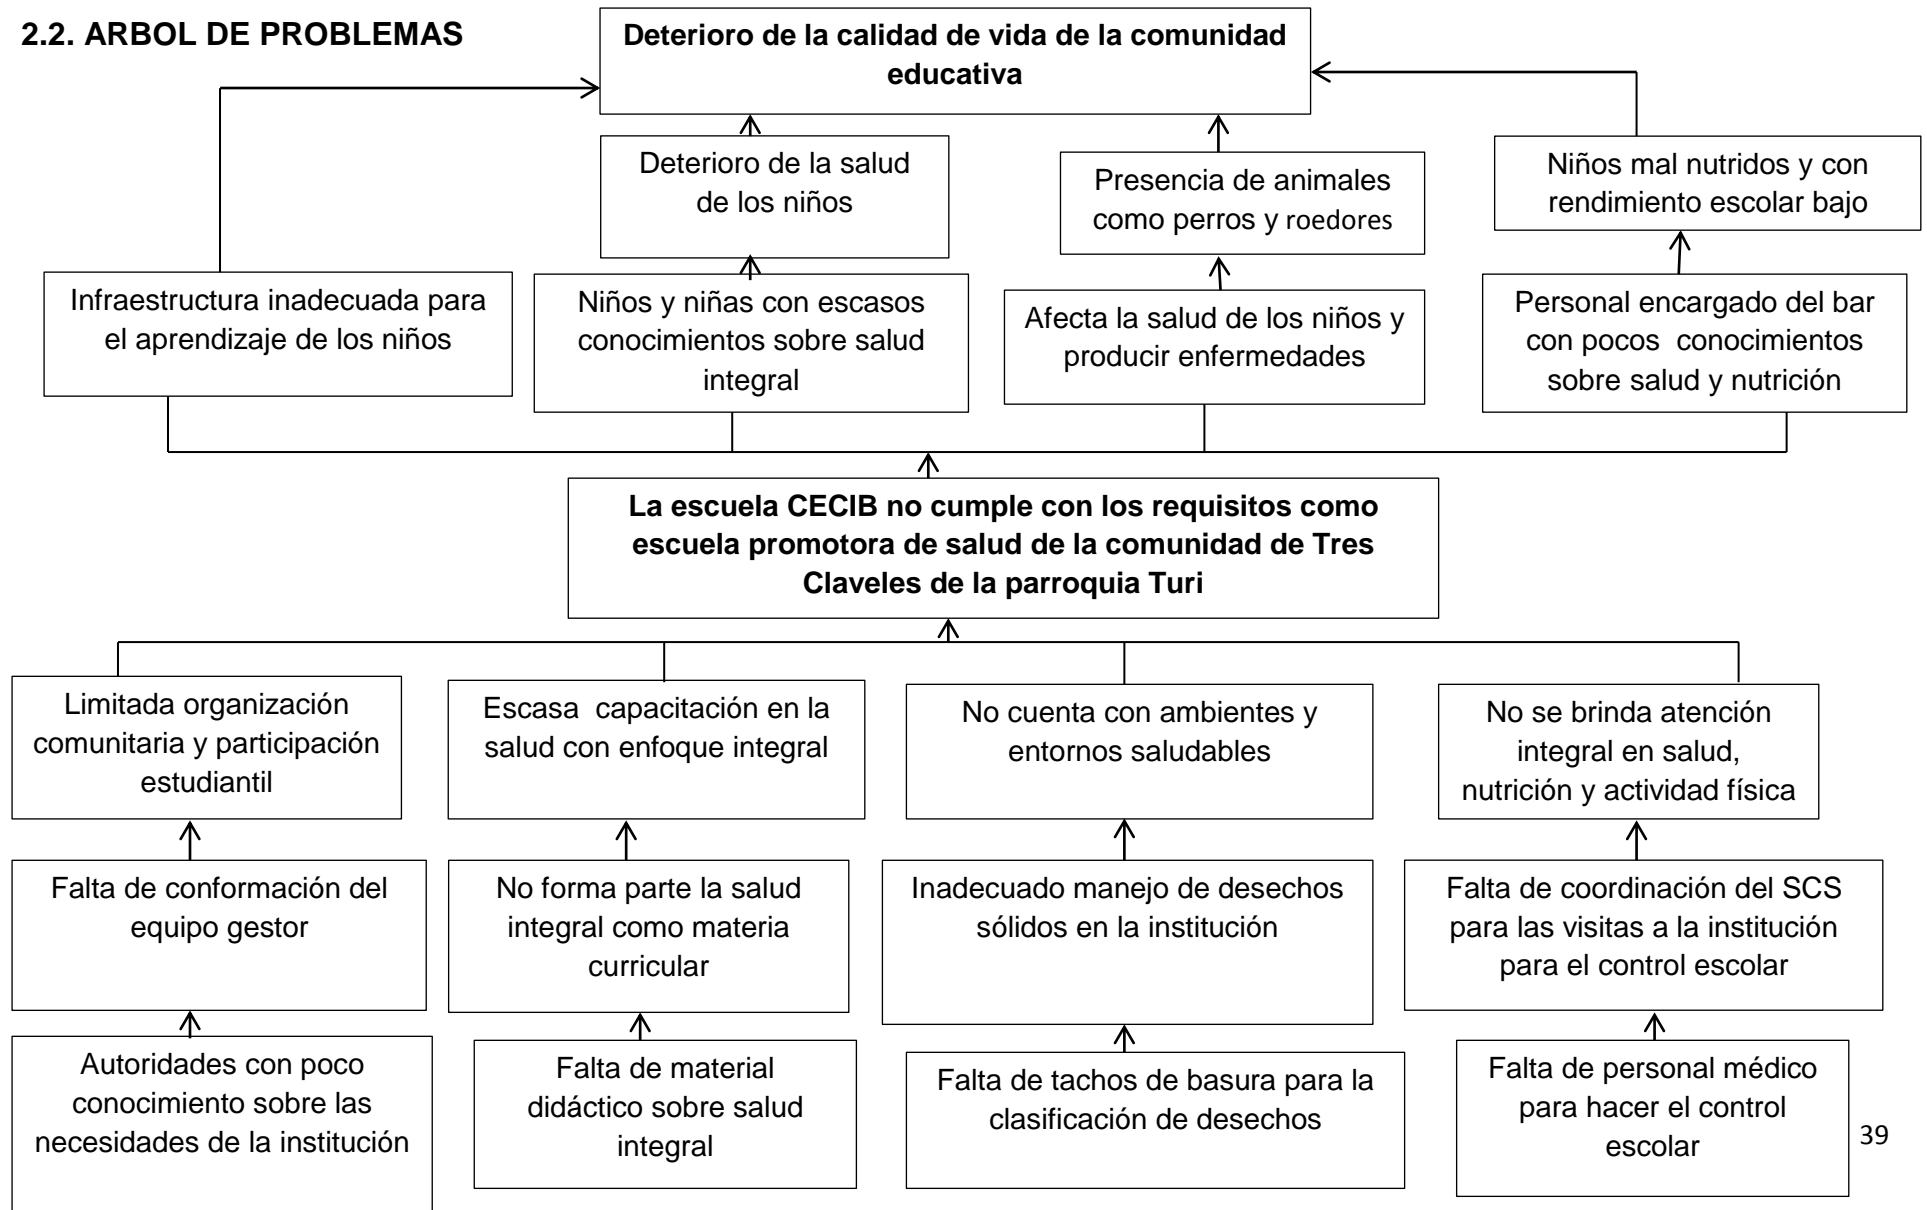 2.2. ARBOL DE PROBLEMAS
Deterioro de la calidad de vida de la comunidad
educativa
Deterioro de la salud
de los niños
Presencia de animales
como perros y roedores
Niños mal nutridos y con
rendimiento escolar bajo
Infraestructura inadecuada para
el aprendizaje de los niños
Niños y niñas con escasos
conocimientos sobre salud
integral
Afecta la salud de los niños y
producir enfermedades
Personal encargado del bar
con pocos  conocimientos
sobre salud y nutrición
La escuela CECIB no cumple con los requisitos como
escuela promotora de salud de la comunidad de Tres
Claveles de la parroquia Turi
Limitada organización
comunitaria y participación
estudiantil
Escasa  capacitación en la
salud con enfoque integral
No cuenta con ambientes y
entornos saludables
No se brinda atención
integral en salud,
nutrición y actividad física
Falta de conformación del
equipo gestor
No forma parte la salud
integral como materia
curricular
Inadecuado manejo de desechos
sólidos en la institución
Falta de coordinación del SCS
para las visitas a la institución
para el control escolar
Autoridades con poco
conocimiento sobre las
necesidades de la institución
Falta de material
didáctico sobre salud
integral
Falta de tachos de basura para la
clasificación de desechos
Falta de personal médico
para hacer el control
escolar
39